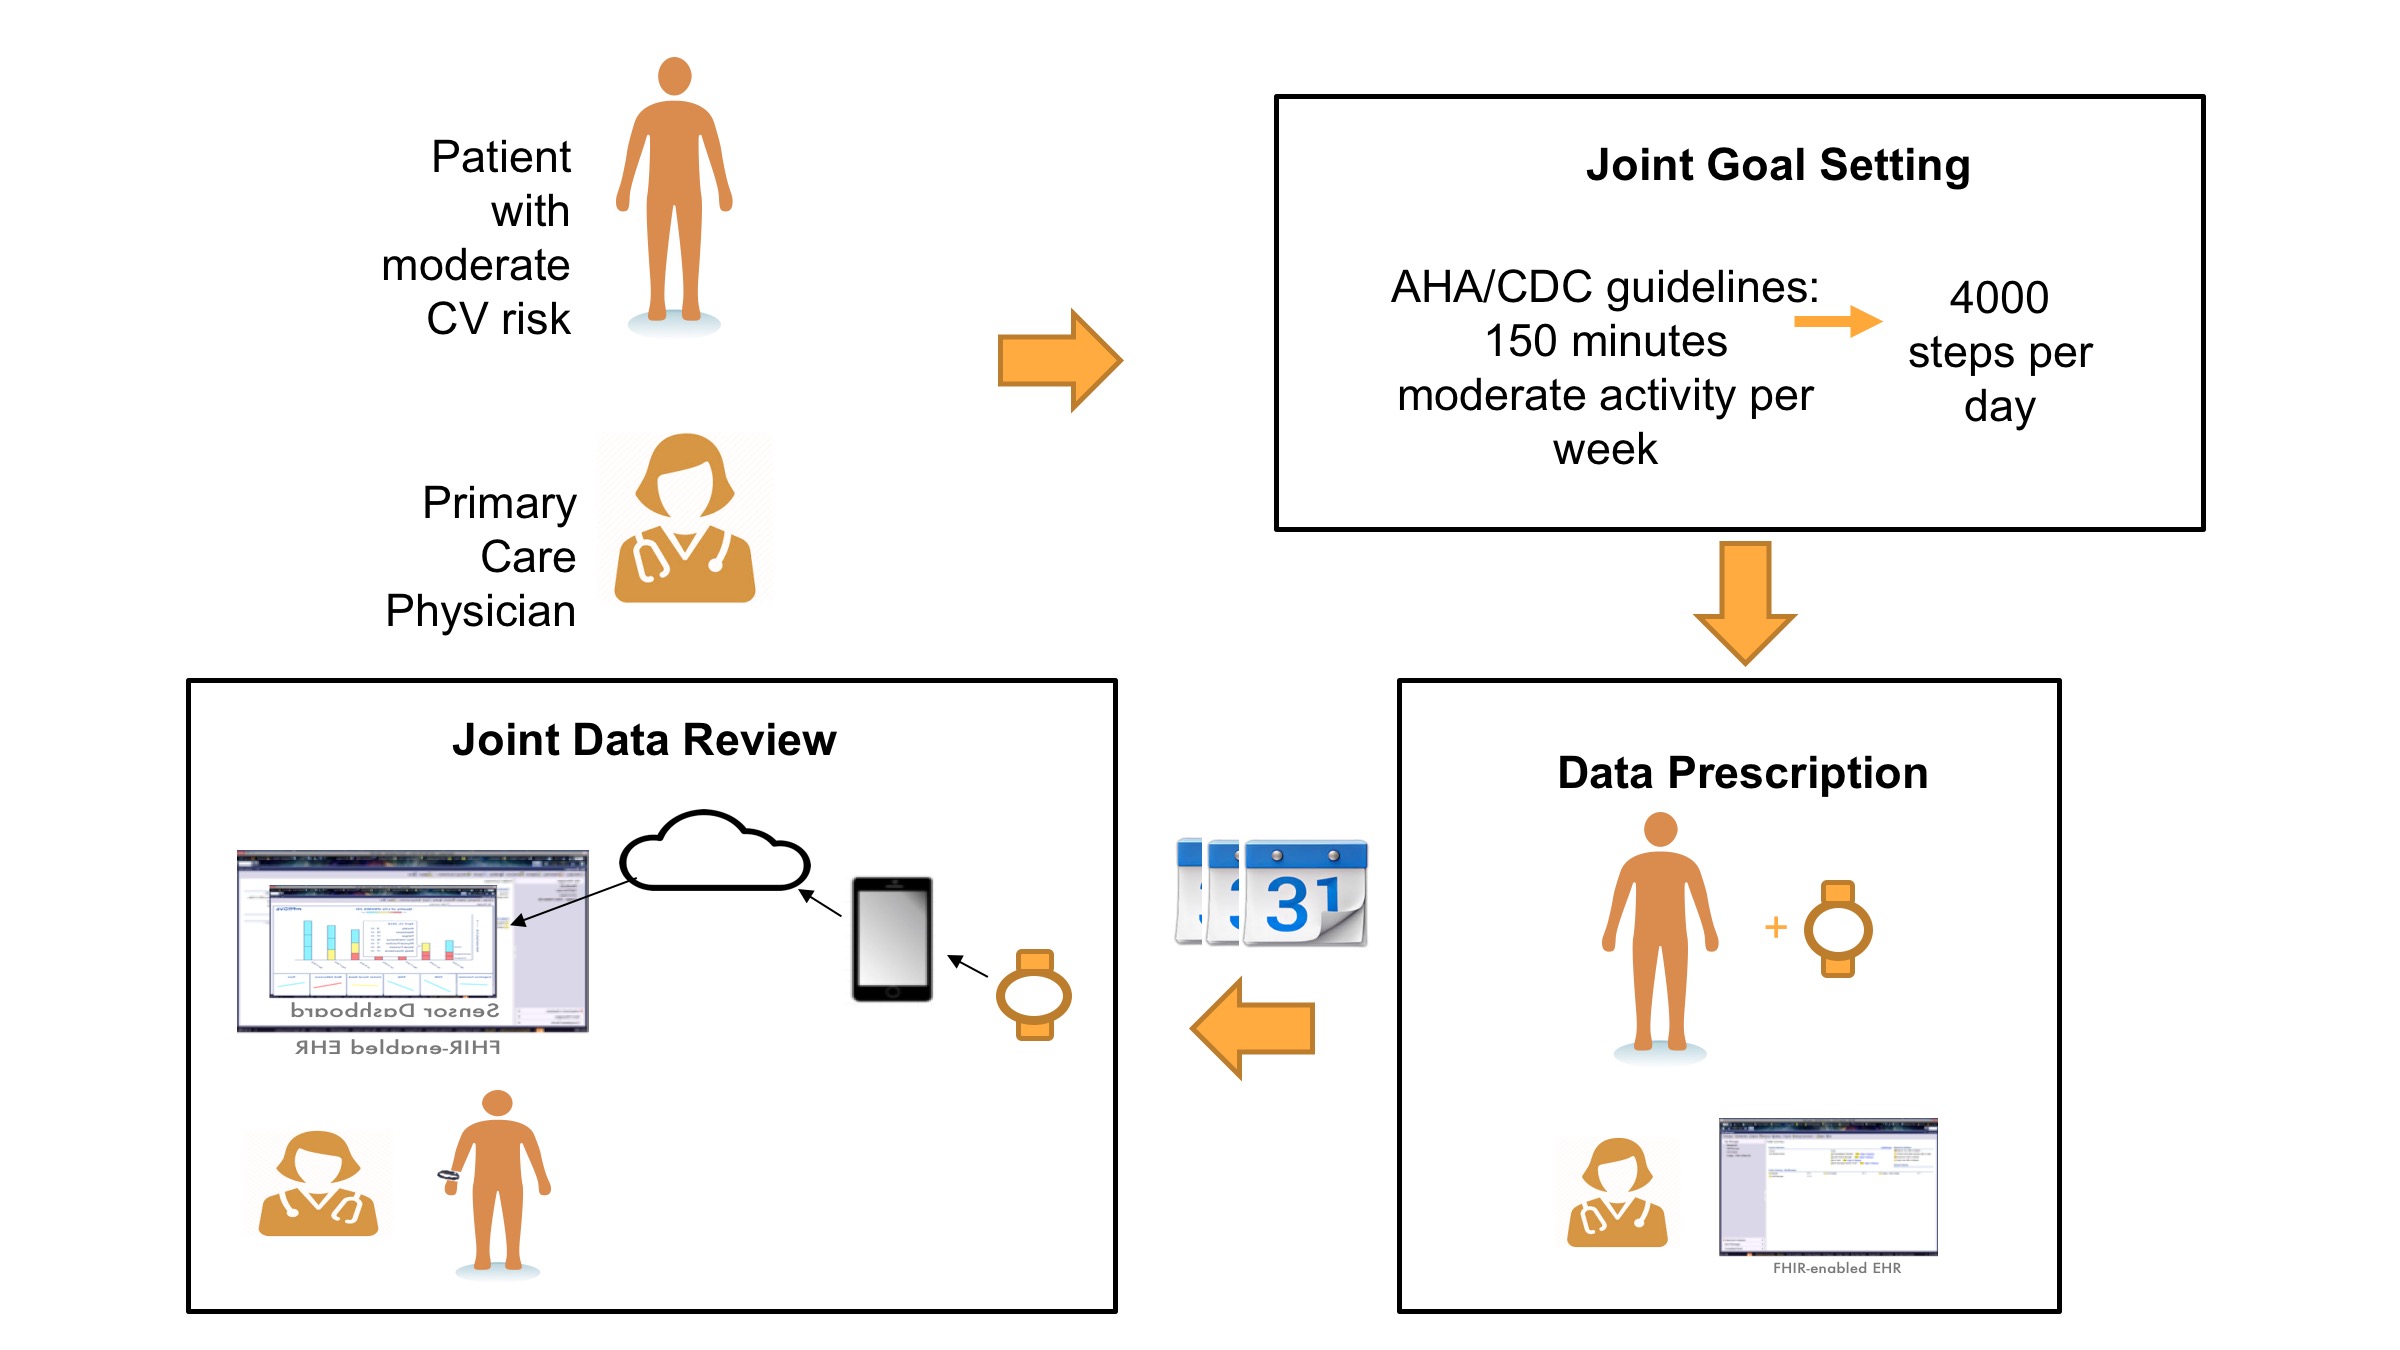 Patient
with
moderate
CV risk
Primary
Care
Physician
Joint Goal Setting
AHA/CDC guidelines:
150 minutes
moderate activity per
week
4000
steps per
day
Data Prescription
+
FHIR-enabled EHR
31
Joint Data Review
Sensor Dashboard
FHIR-enabled EHR